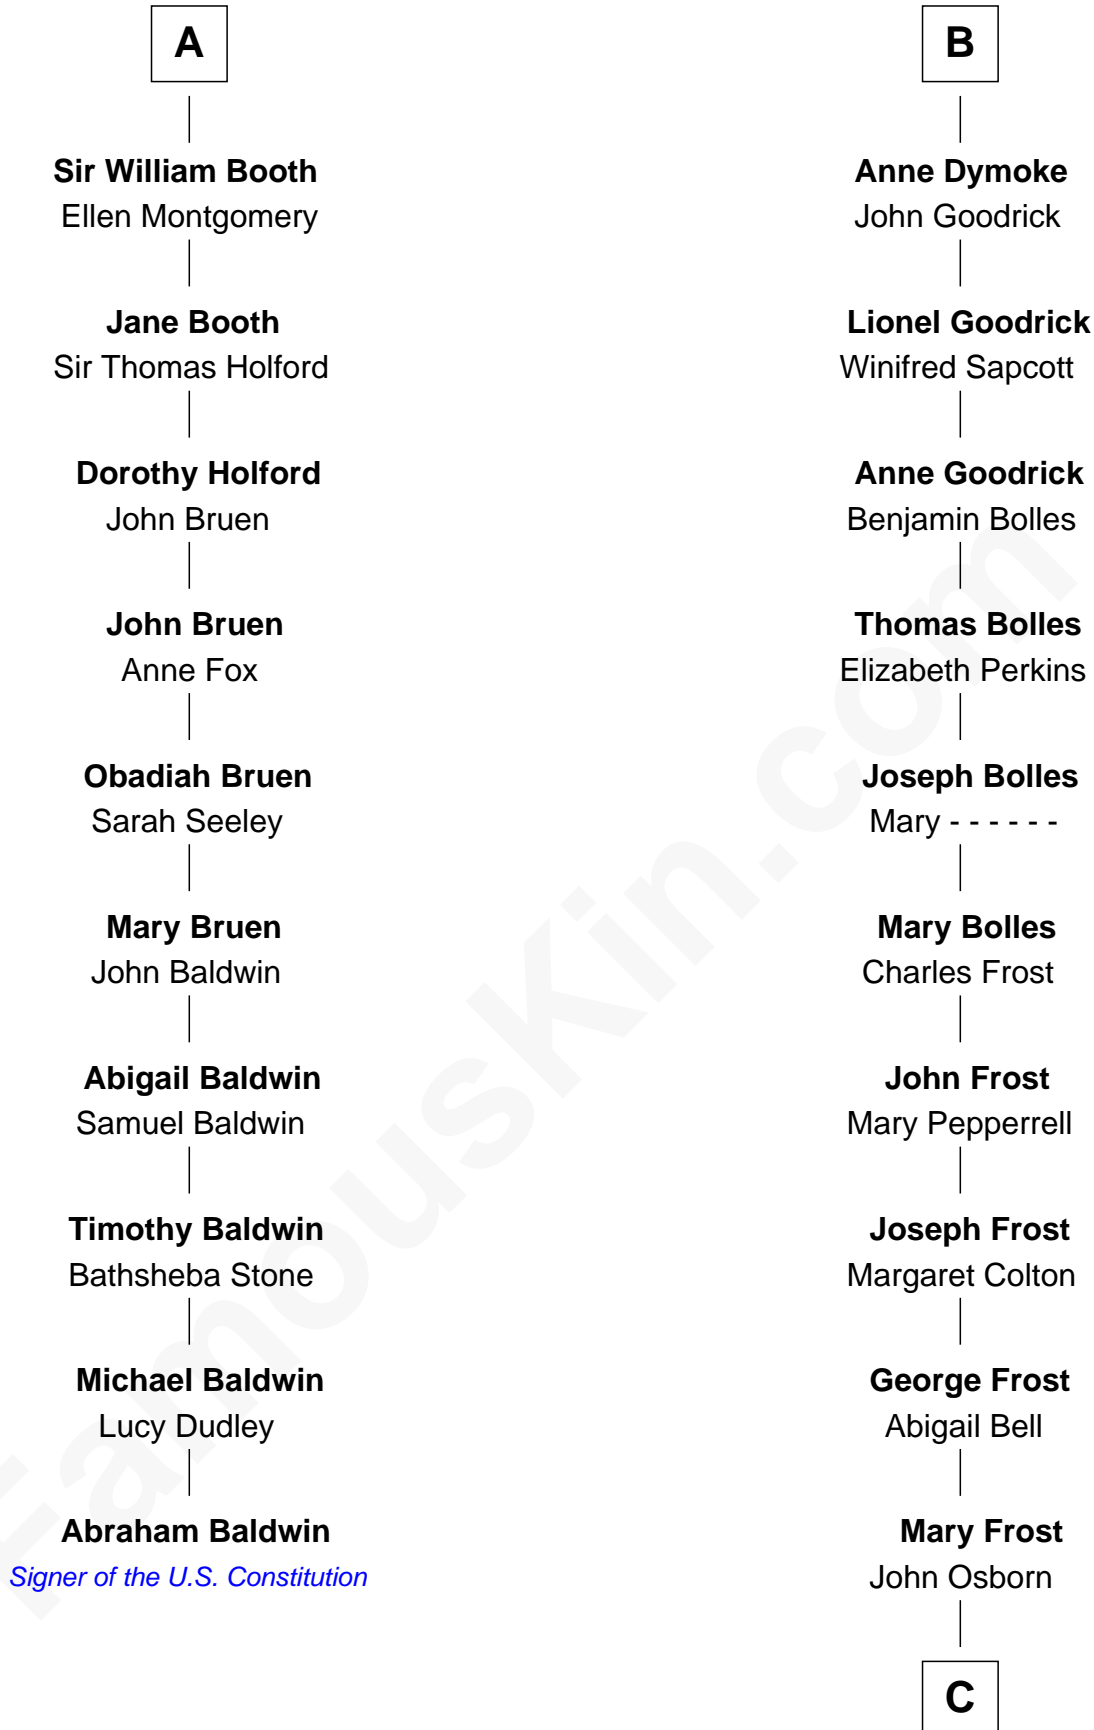 A
Sir William Booth
Ellen Montgomery
Jane Booth
Sir Thomas Holford
Dorothy Holford
John Bruen
John Bruen
Anne Fox
Obadiah Bruen
Sarah Seeley
Mary Bruen
John Baldwin
Abigail Baldwin
Samuel Baldwin
Timothy Baldwin
Bathsheba Stone
Michael Baldwin
Lucy Dudley
Abraham Baldwin
Signer of the U.S. Constitution
B
Anne Dymoke
John Goodrick
Lionel Goodrick
Winifred Sapcott
Anne Goodrick
Benjamin Bolles
Thomas Bolles
Elizabeth Perkins
Joseph Bolles
Mary - - - - - -
Mary Bolles
Charles Frost
John Frost
Mary Pepperrell
Joseph Frost
Margaret Colton
George Frost
Abigail Bell
Mary Frost
John Osborn
C
FamousKin.com